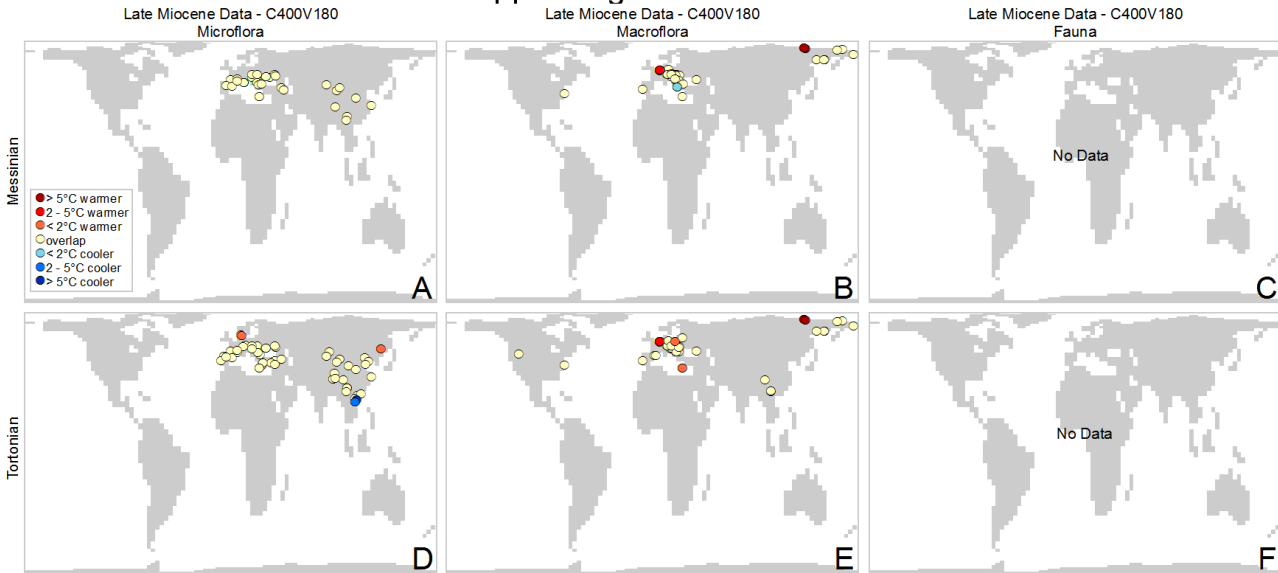 Late Miocene Data - C400V180
Microflora
Late Miocene Data - C400V180
Macroflora
Late Miocene Data - C400V180
Fauna
Messinian
> 5°C warmer
2 - 5°C warmer
< 2°C warmer
overlap
< 2°C cooler
2 - 5°C cooler
> 5°C cooler
A
B
No Data
C
Tortonian
D
E
No Data
F